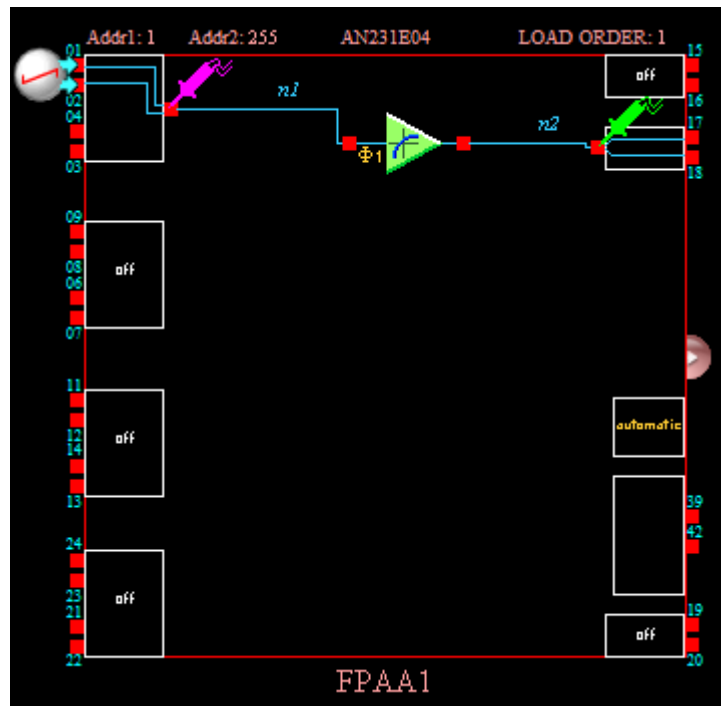 Addr1: 1 Addr2: 255 AN231E04 LOAD ORDER: 1
01
15
off
n1
02
16
04
17
n2
Φ1
03
18
09
08
off
06
07
11
automatic
12
off
14
13
39
42
24
23
off
21
19
off
22
20
FPAA1